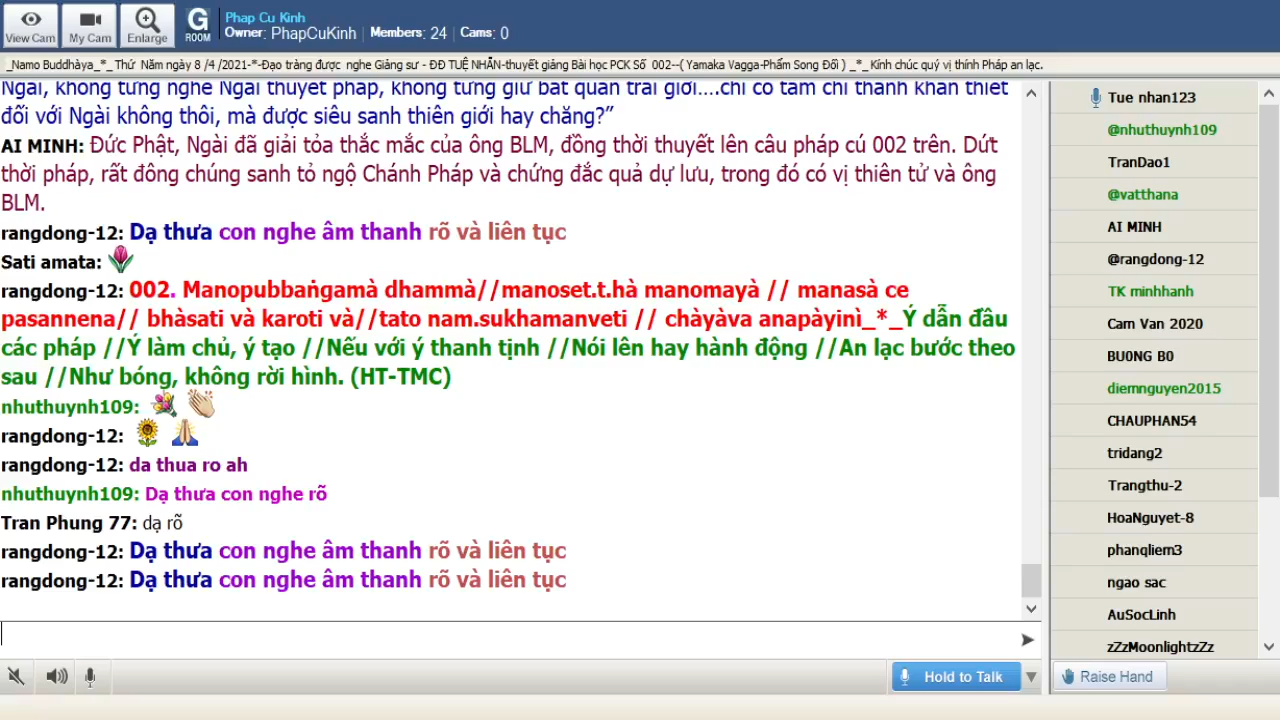 View Cam
My Cam
Enlarge
G
ROOM
Phap Cu Kinh
Owner: PhapCuKinh Members: 24 Cams: 0
_Namo Buddhàya_*_ Thứ Năm ngày 8 /4 /2021-*-Đạo tràng được nghe Giảng sư - ĐĐ TUỆ NHẪN-thuyết giảng Bài học PCK Số 002--( Yamaka Vagga-Phẩm Song Đối ) _*_ Kính chúc quý vị thính Pháp an lạc.
Ngài, không từng nghe Ngài thuyết pháp, không từng giữ bát quan trai giới....chỉ có tâm chí thành khẩn thiết
đối với Ngài không thôi, mà được siêu sanh thiên giới hay chăng?”
AI MINH: Đức Phật, Ngài đã giải tỏa thắc mắc của ông BLM, đồng thời thuyết lên câu pháp cú 002 trên. Dứt
thời pháp, rất đông chúng sanh tỏ ngộ Chánh Pháp và chứng đắc quả dự lưu, trong đó có vị thiên tử và ông
BLM.
rangdong-12: Dạ thưa con nghe âm thanh rõ và liên tục
Sati amata:
rangdong-12: 002. Manopubbaṅgamà dhammà//manoset.t.hà manomayà // manasà ce
pasannena// bhàsati và karoti và//tato nam.sukhamanveti // chàyàva anapàyinì_*_Ý dẫn đầu
các pháp //Ý làm chủ, ý tạo //Nếu với ý thanh tịnh //Nói lên hay hành động //An lạc bước theo
sau //Như bóng, không rời hình. (HT-TMC)
nhuthuynh109:
rangdong-12:
rangdong-12: da thua ro ah
nhuthuynh109: Dạ thưa con nghe rõ
Tran Phung 77: dạ rõ
rangdong-12: Dạ thưa con nghe âm thanh rõ và liên tục
rangdong-12: Dạ thưa con nghe âm thanh rõ và liên tục
Hold to Talk
Tue nhan123
@nhuthuynh109
TranDao1
@vatthana
AI MINH
@rangdong-12
TK minhhanh
Cam Van 2020
BU0NG B0
diemnguyen2015
CHAUPHAN54
tridang2
Trangthu-2
HoaNguyet-8
phanqliem3
ngao sac
AuSocLinh
zZzMoonlightzZz
Raise Hand